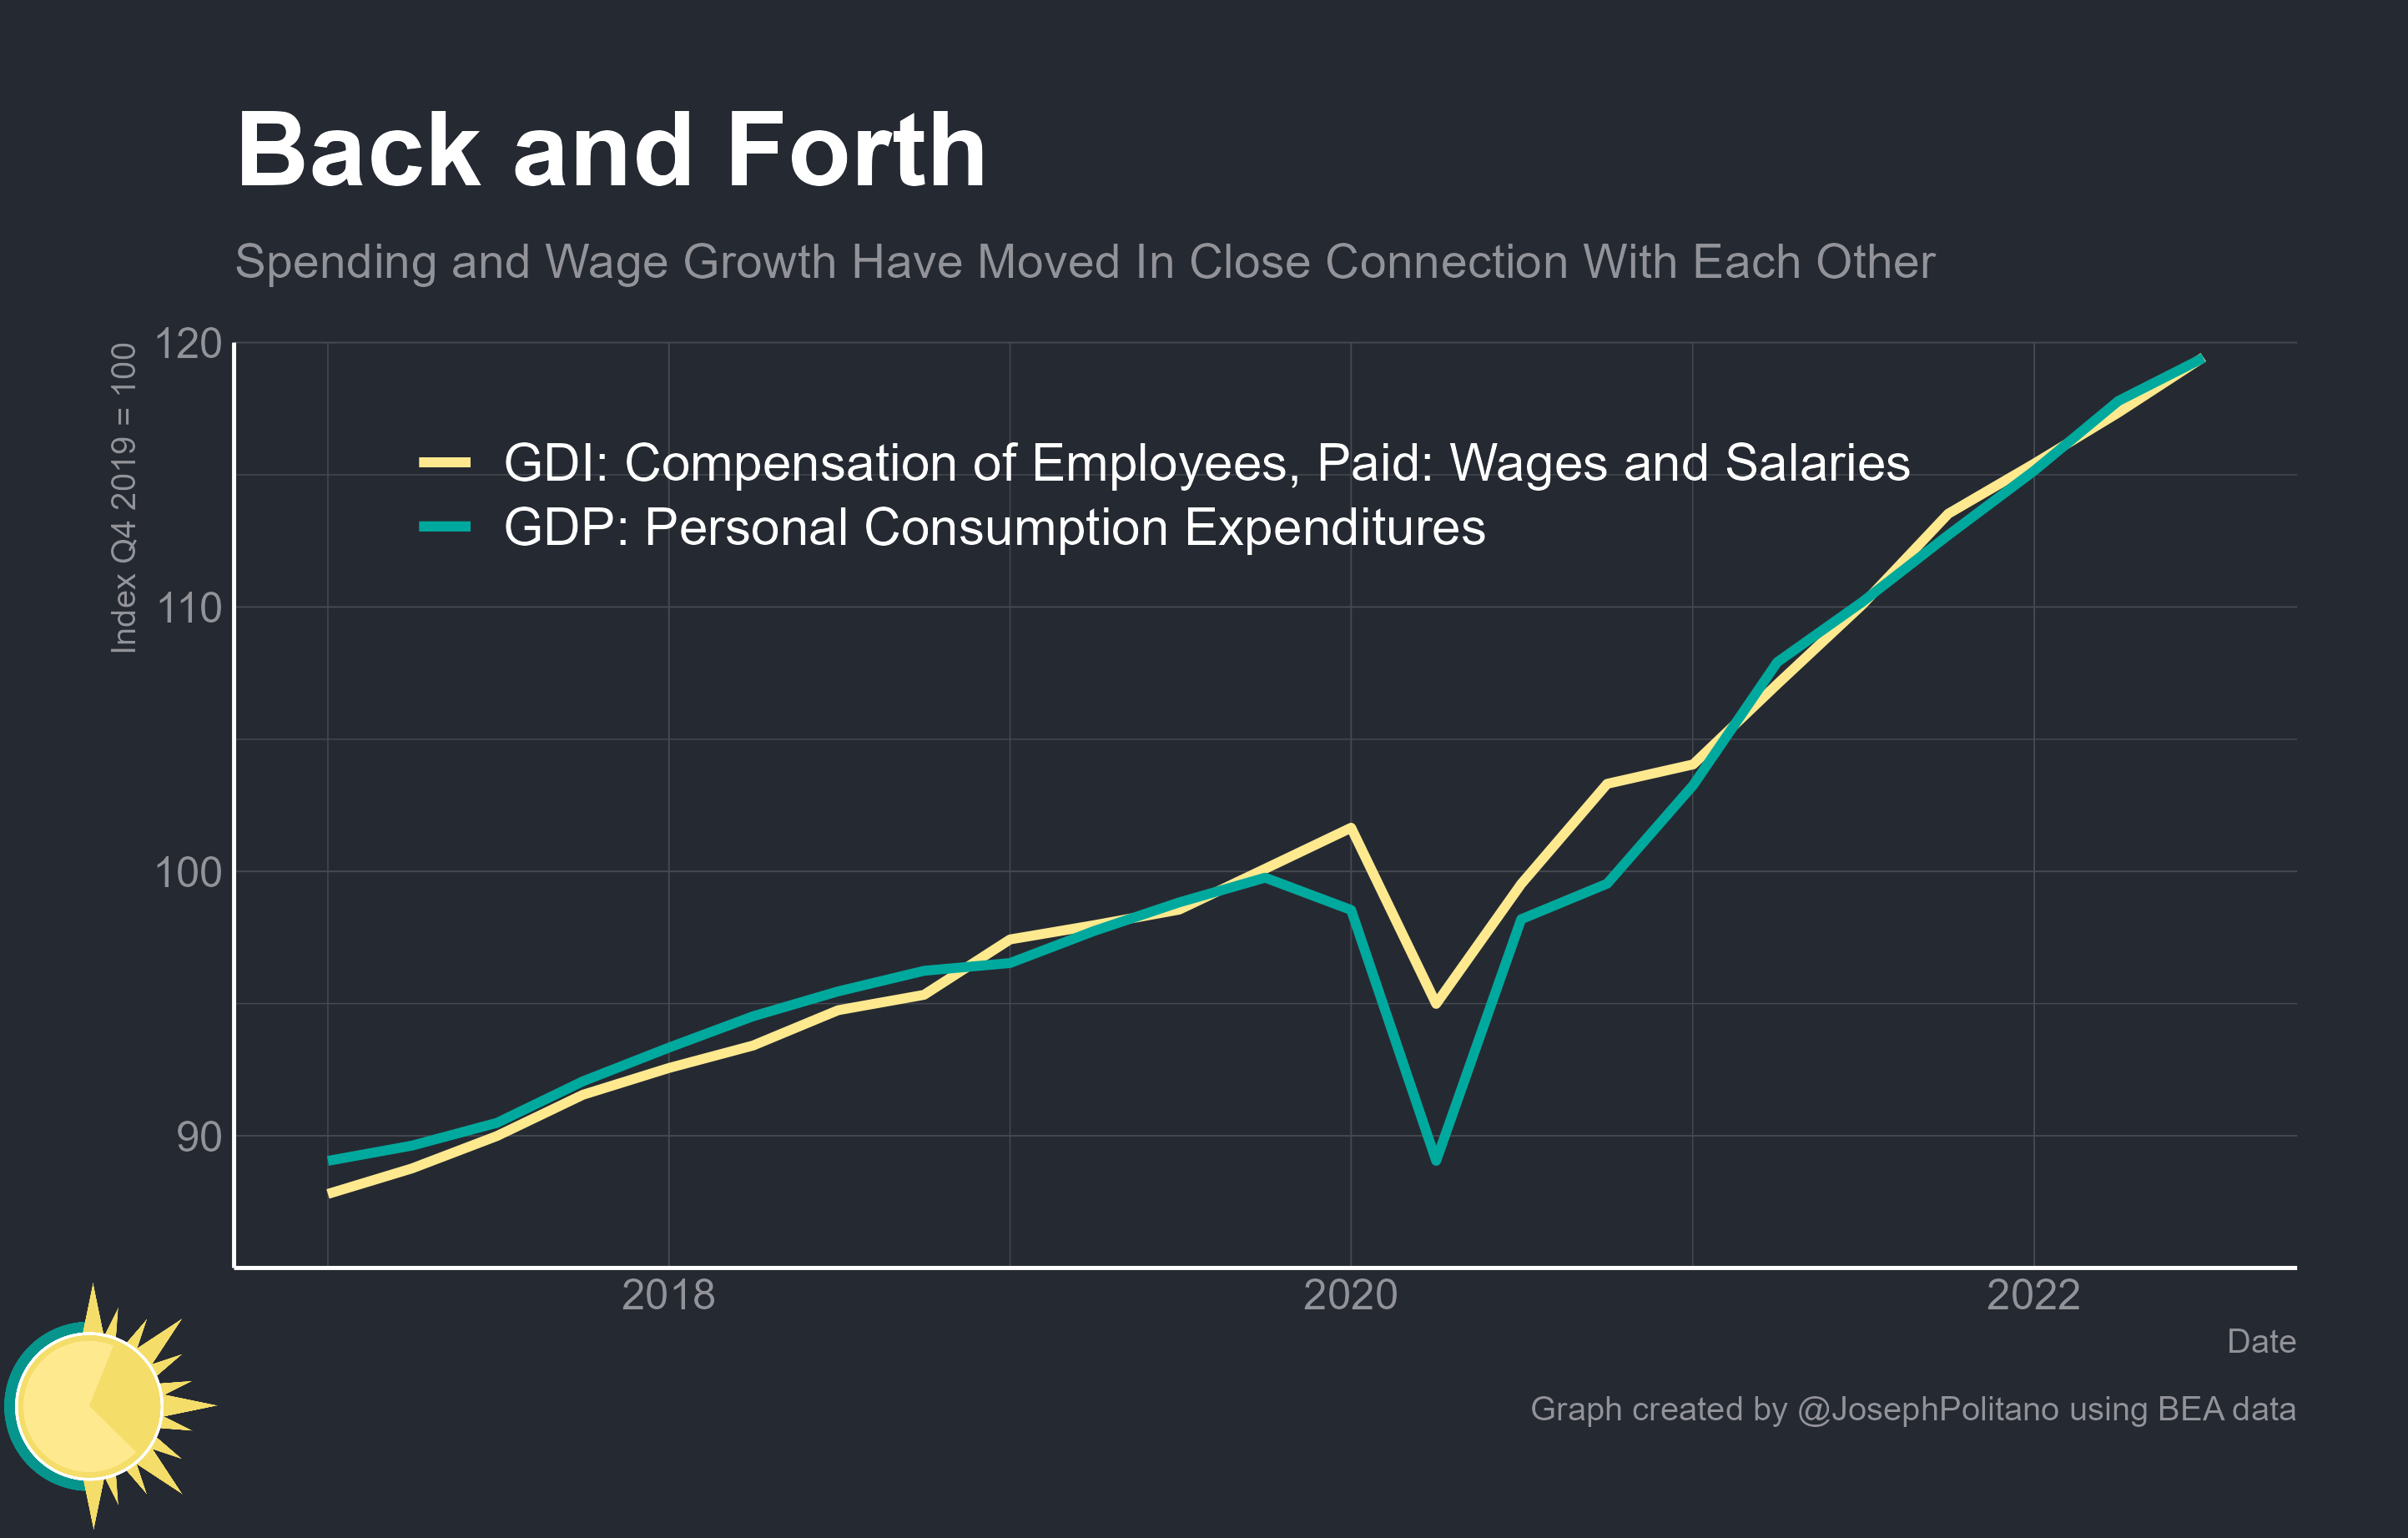 Back and Forth
Spending and Wage Growth Have Moved In Close Connection With Each Other
Index Q4 2019 = 100
120
110
100
90
GDI: Compensation of Employees, Paid: Wages and Salaries
GDP: Personal Consumption Expenditures
2018
2020
2022
Date
Graph created by @JosephPolitano using BEA data